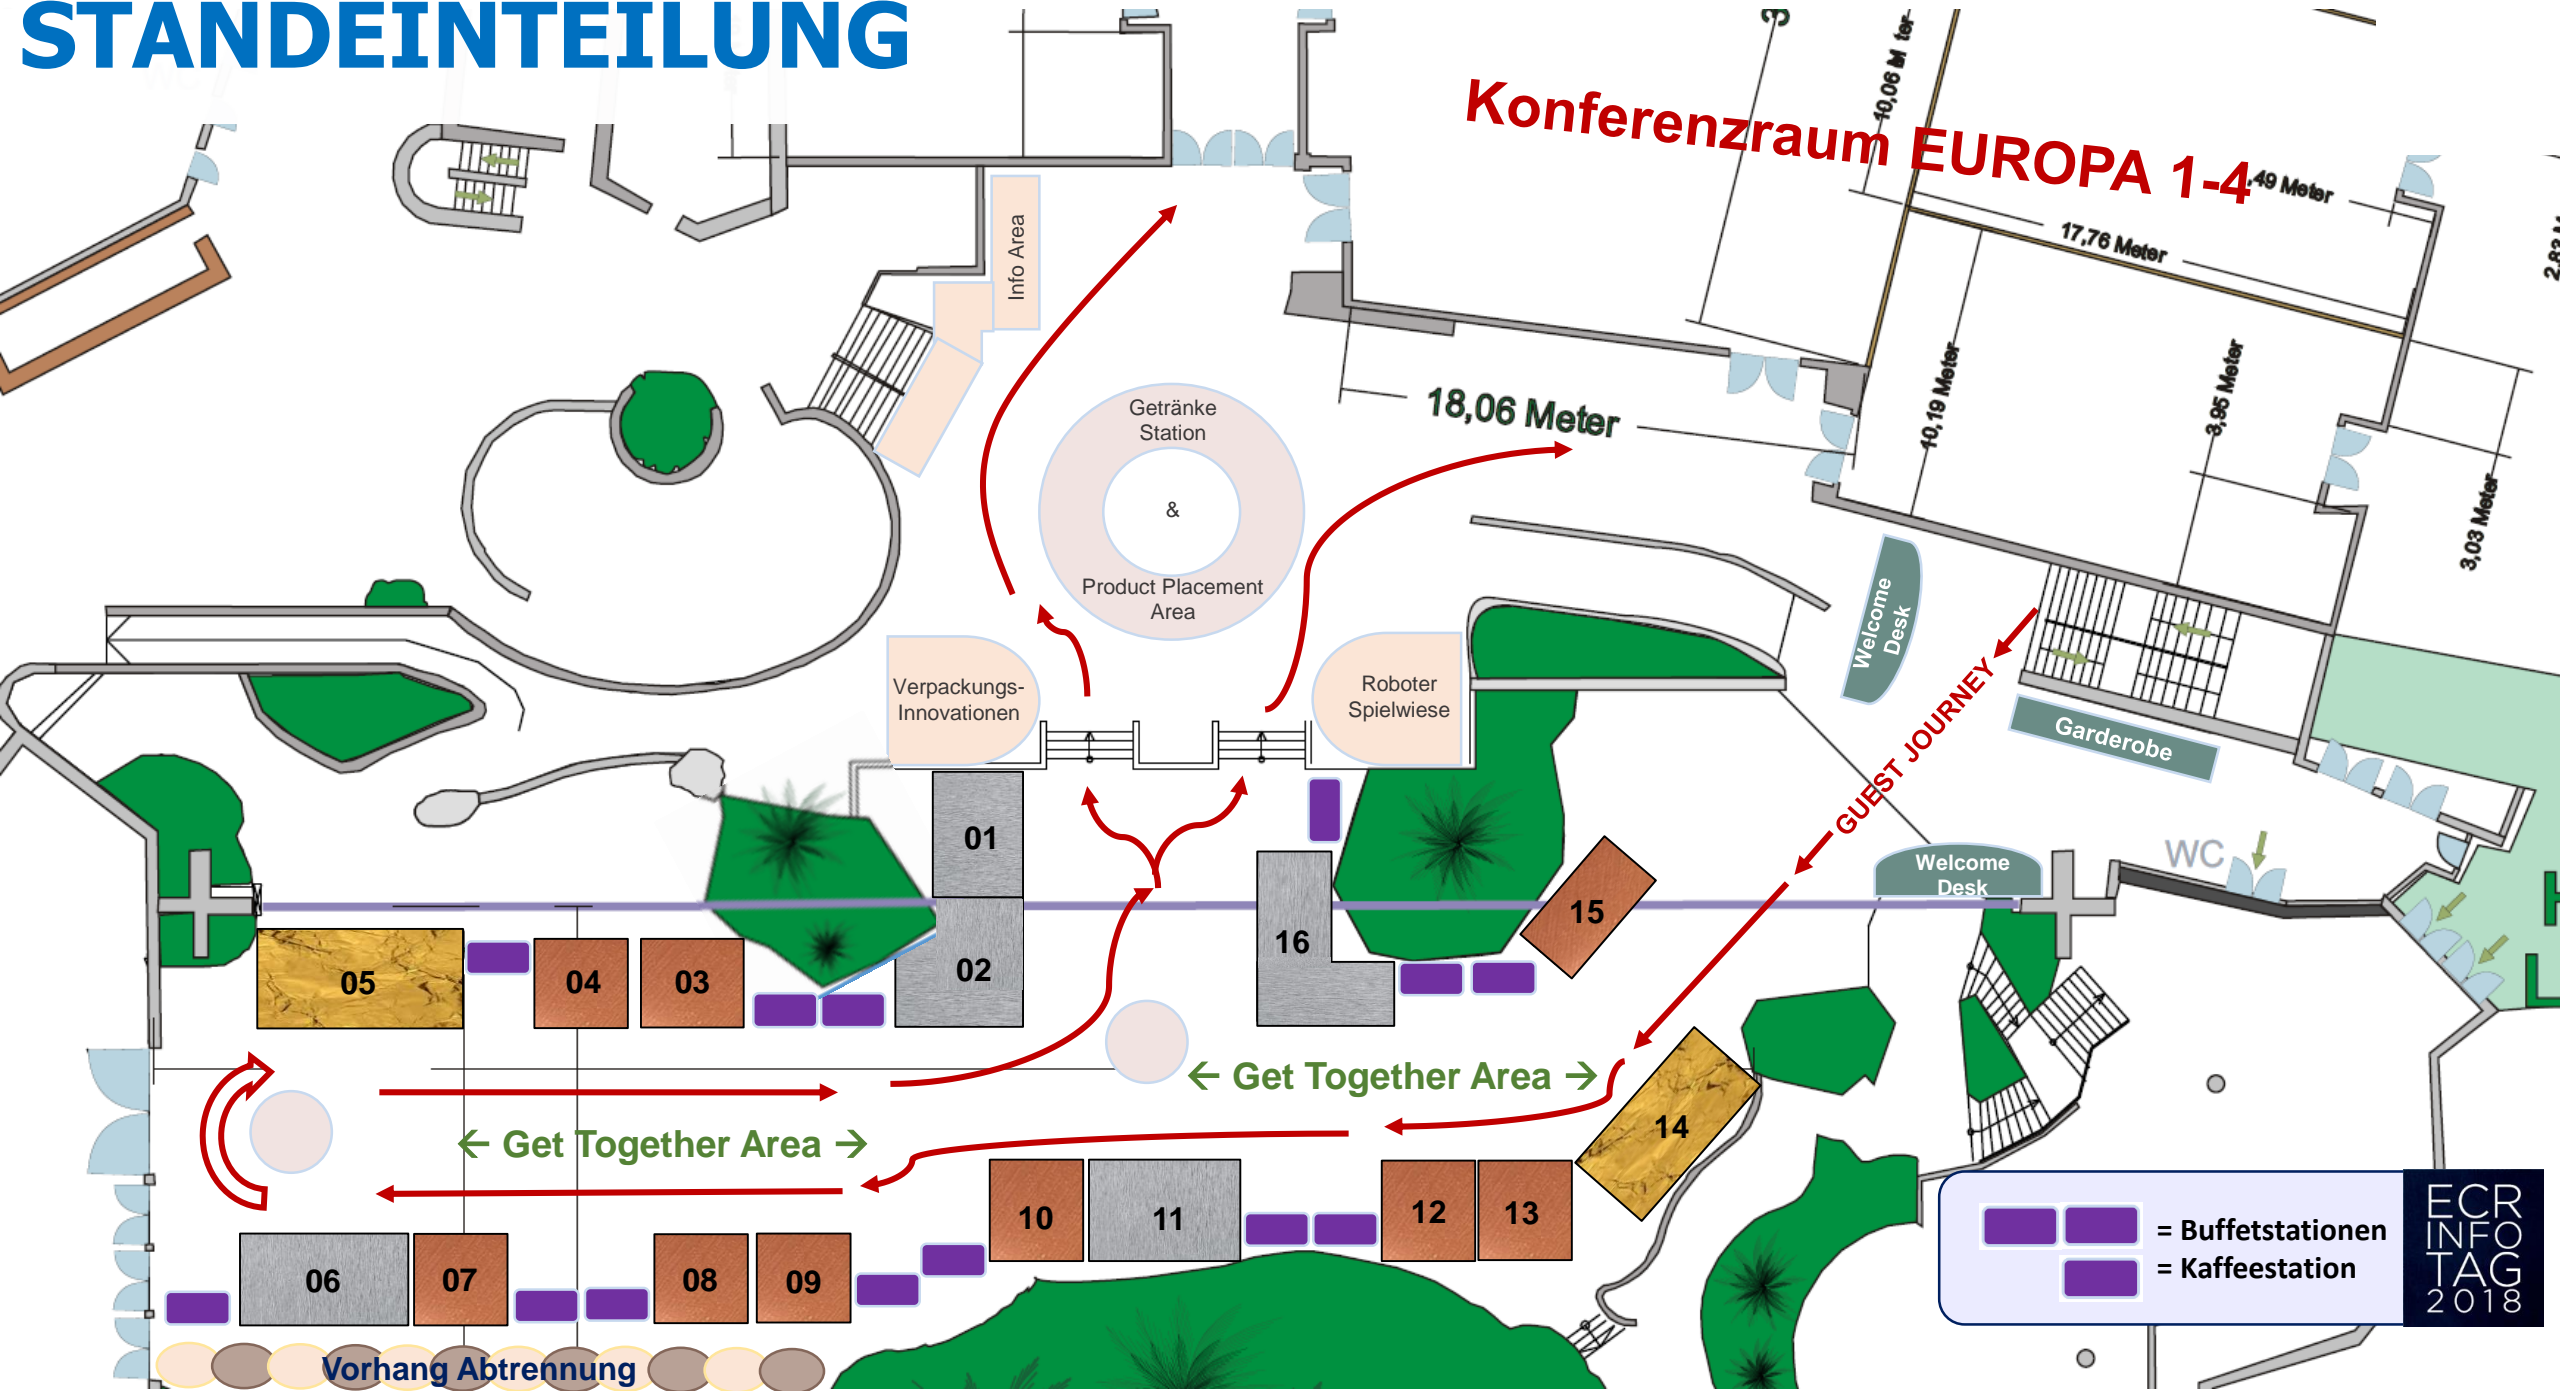 STANDEINTEILUNG
Konferenzraum EUROPA 1-4
,49 Meter
17,76 Meter
10,19 Meter
3,95 Meter
3,03 Meter
18,06 Meter
Info Area
Getränke
Station
&
Product Placement
Area
Verpackungs-
Innovationen
Roboter
Spielwiese
Welcome
Desk
GUEST JOURNEY
Garderobe
WC
Welcome
Desk
01
02
03
04
05
16
15
14
← Get Together Area →
← Get Together Area →
10
11
12
13
06
07
08
09
Vorhang Abtrennung
= Buffetstationen
= Kaffeestation
ECR
INFO
TAG
2018